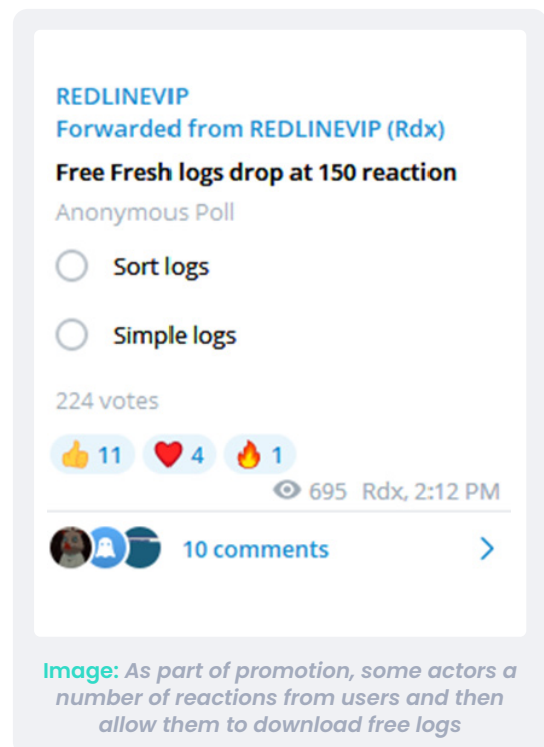 REDLINEVIP
Forwarded from REDLINEVIP (Rdx)
Free Fresh logs drop at 150 reaction
Anonymous Poll
Sort logs
Simple logs
224 votes
👍 11 ❤️ 4 🔥 1
695 Rdx, 2:12 PM
10 comments
Image: As part of promotion, some actors a
number of reactions from users and then
allow them to download free logs